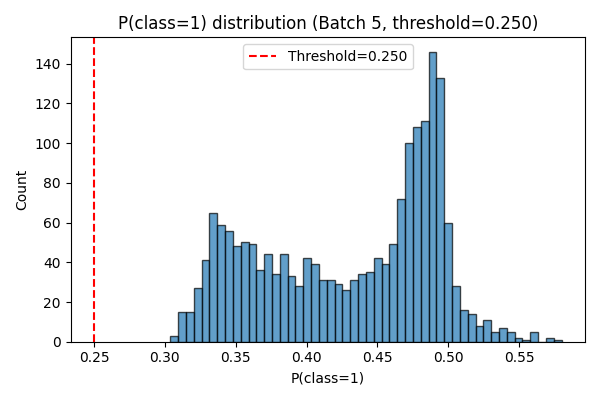 P(class=1) distribution (Batch 5, threshold=0.250)
Threshold=0.250
Count
140
120
100
80
60
40
20
0
0.25 0.30 0.35 0.40 0.45 0.50 0.55
P(class=1)